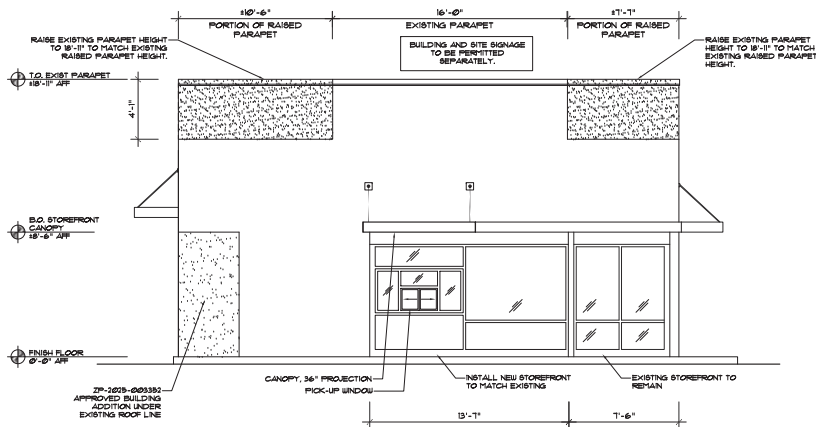 ±10'-6"
16'-0"
±7'-7"
PORTION OF RAISED
PARAPET
EXISTING PARAPET
PORTION OF RAISED
PARAPET
RAISE EXISTING PARAPET HEIGHT
TO 18'-11" TO MATCH EXISTING
RAISED PARAPET HEIGHT.
BUILDING AND SITE SIGNAGE
TO BE PERMITTED
SEPARATELY.
RAISE EXISTING PARAPET
HEIGHT TO 18'-11" TO MATCH
EXISTING RAISED PARAPET
HEIGHT.
T.O. EXIST PARAPET
±18'-11" AFF
4'-1"
B.O. STOREFRONT
CANOPY
±8'-6" AFF
FINISH FLOOR
0'-0" AFF
ZP-2025-003382
APPROVED BUILDING
ADDITION UNDER
EXISTING ROOF LINE
CANOPY, 36" PROJECTION
PICK-UP WINDOW
INSTALL NEW STOREFRONT
TO MATCH EXISTING
EXISTING STOREFRONT TO
REMAIN
13'-7"
7'-6"